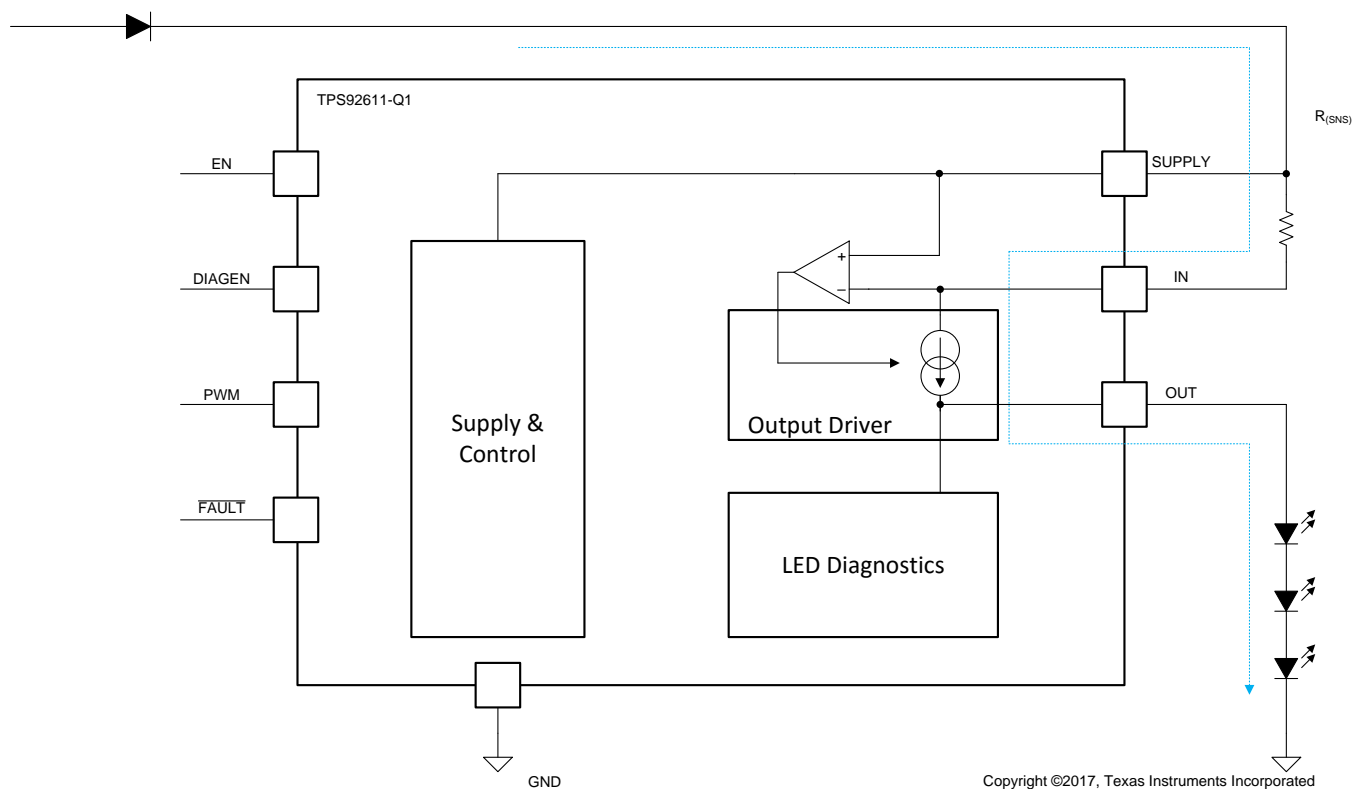 TPS92611-Q1
R(SNS)
EN
SUPPLY
DIAGEN
+
IN
−
PWM
OUT
Supply &
Control
Output Driver
FAULT
LED Diagnostics
GND
Copyright ©2017, Texas Instruments Incorporated